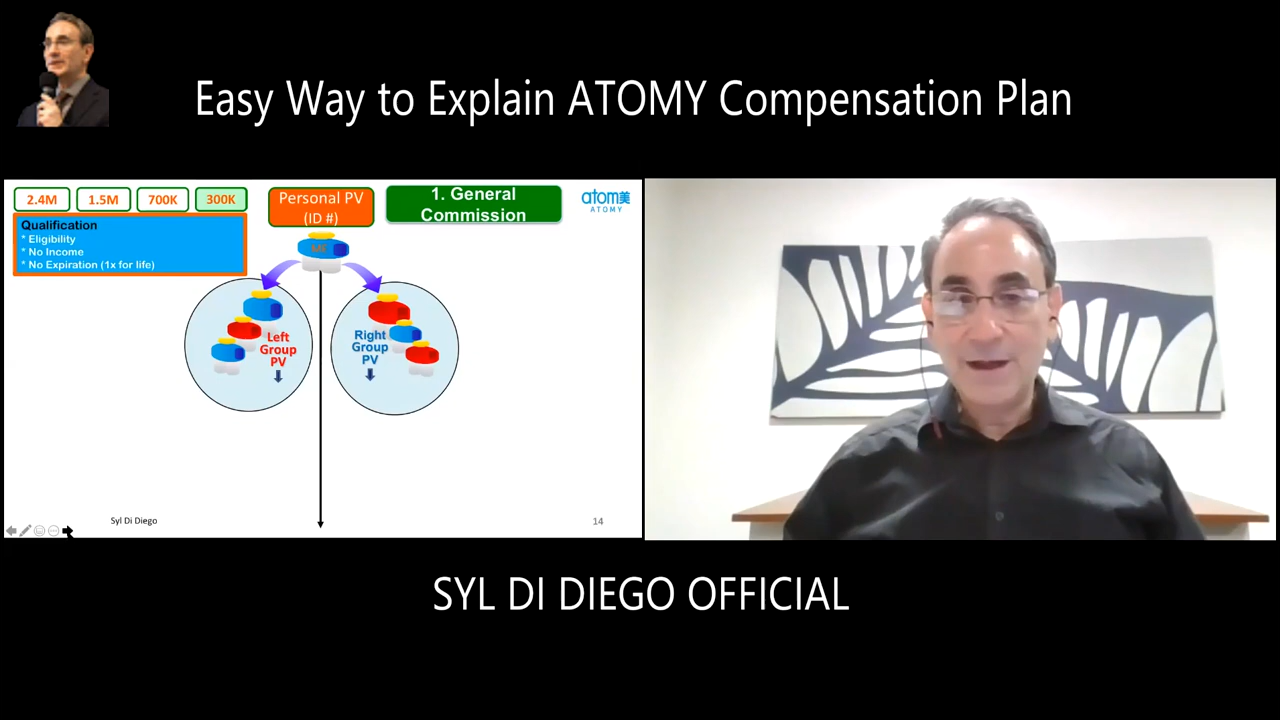 Easy Way to Explain ATOMY Compensation Plan
2.4M
1.5M
700K
300K
Personal PV
(ID #)
1. General
Commission
atom美
ATOMY
Qualification
* Eligibility
* No Income
* No Expiration (1x for life)
ME
Left
Group
PV
Right
Group
PV
Syl Di Diego
14
SYL DI DIEGO OFFICIAL